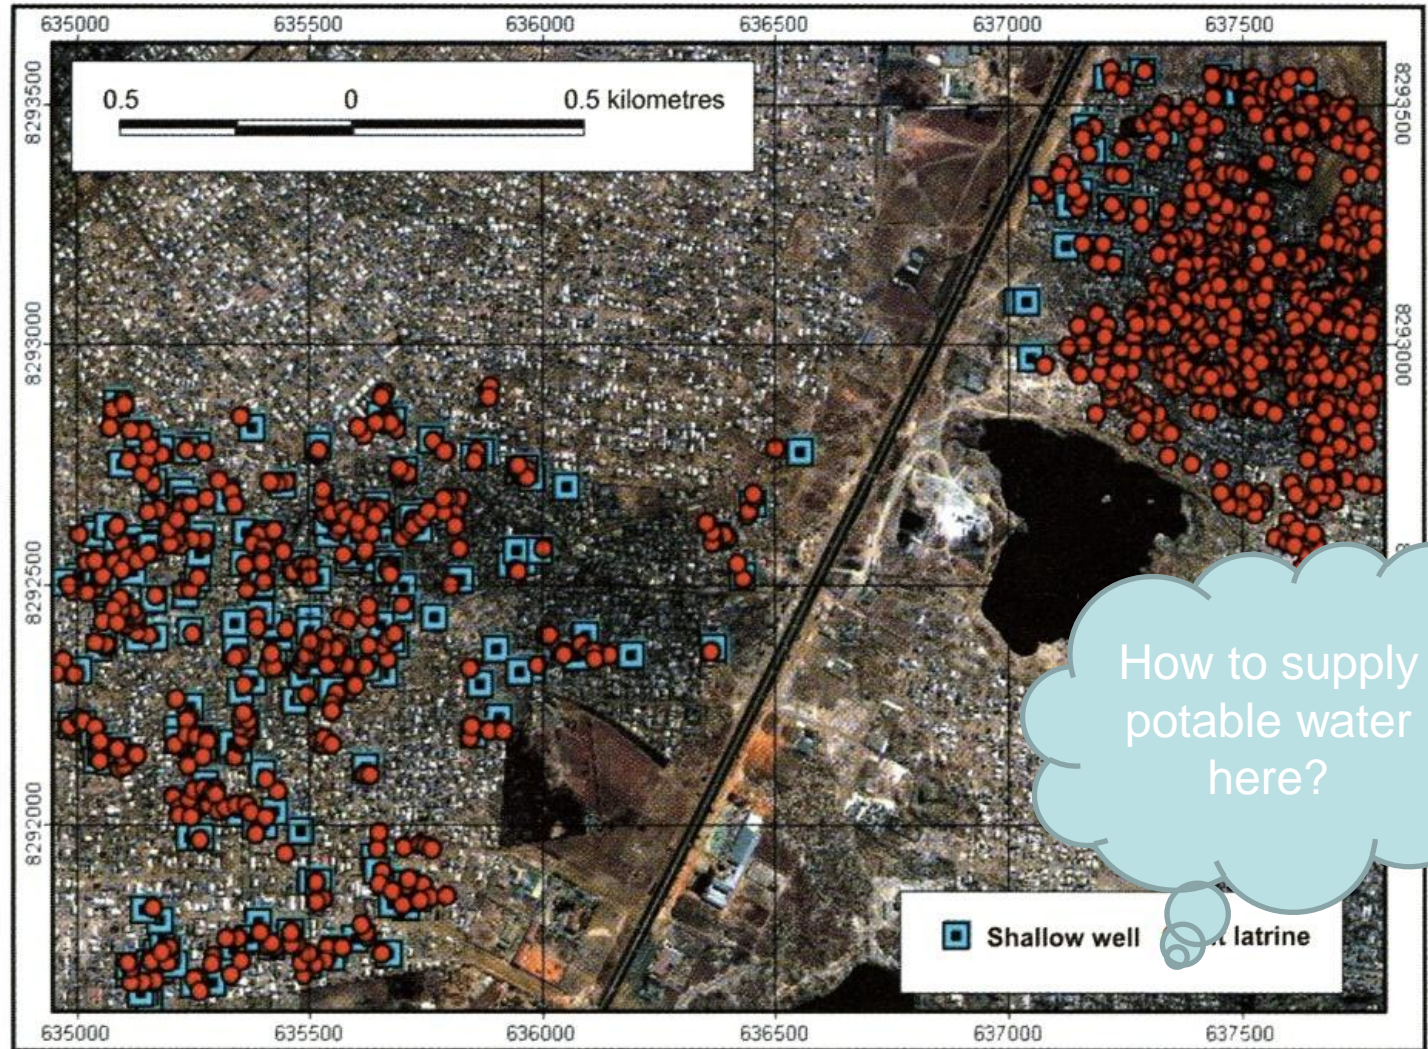 635000 635500 636000 636500 637000 637500
8293500
8293500
0.5 0 0.5 kilometres
8293000
8293000
8292500
8
How to supply
potable water
here?
8292000
Shallow well t latrine
635000 635500 636000 636500 637000 637500